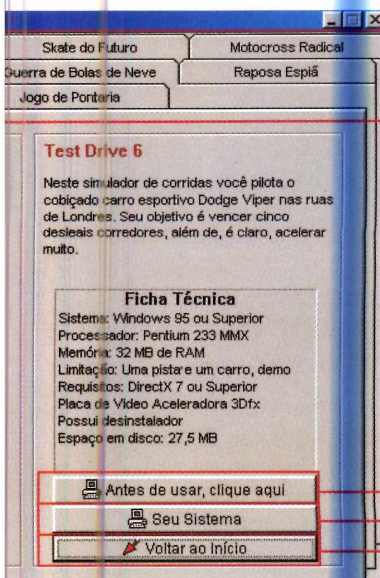 Skate do Futuro
Motocross Radical
Guerra de Bolas de Neve
Raposa Espiã
Jogo de Pontaria
Test Drive 6
Neste simulador de corridas você pilota o
cobiçado carro esportivo Dodge Viper nas ruas
de Londres. Seu objetivo é vencer cinco
desleais corredores, além de, é claro, acelerar
muito.
Ficha Técnica
Sistema: Windows 95 ou Superior
Processador: Pentium 233 MMX
Memória: 32 MB de RAM
Limitação: Uma pista e um carro, demo
Requisitos: DirectX 7 ou Superior
Placa de Video Aceleradora 3Dfx
Possui desinstalador
Espaço em disco: 27,5 MB
Antes de usar, clique aqui
Seu Sistema
Voltar ao Início